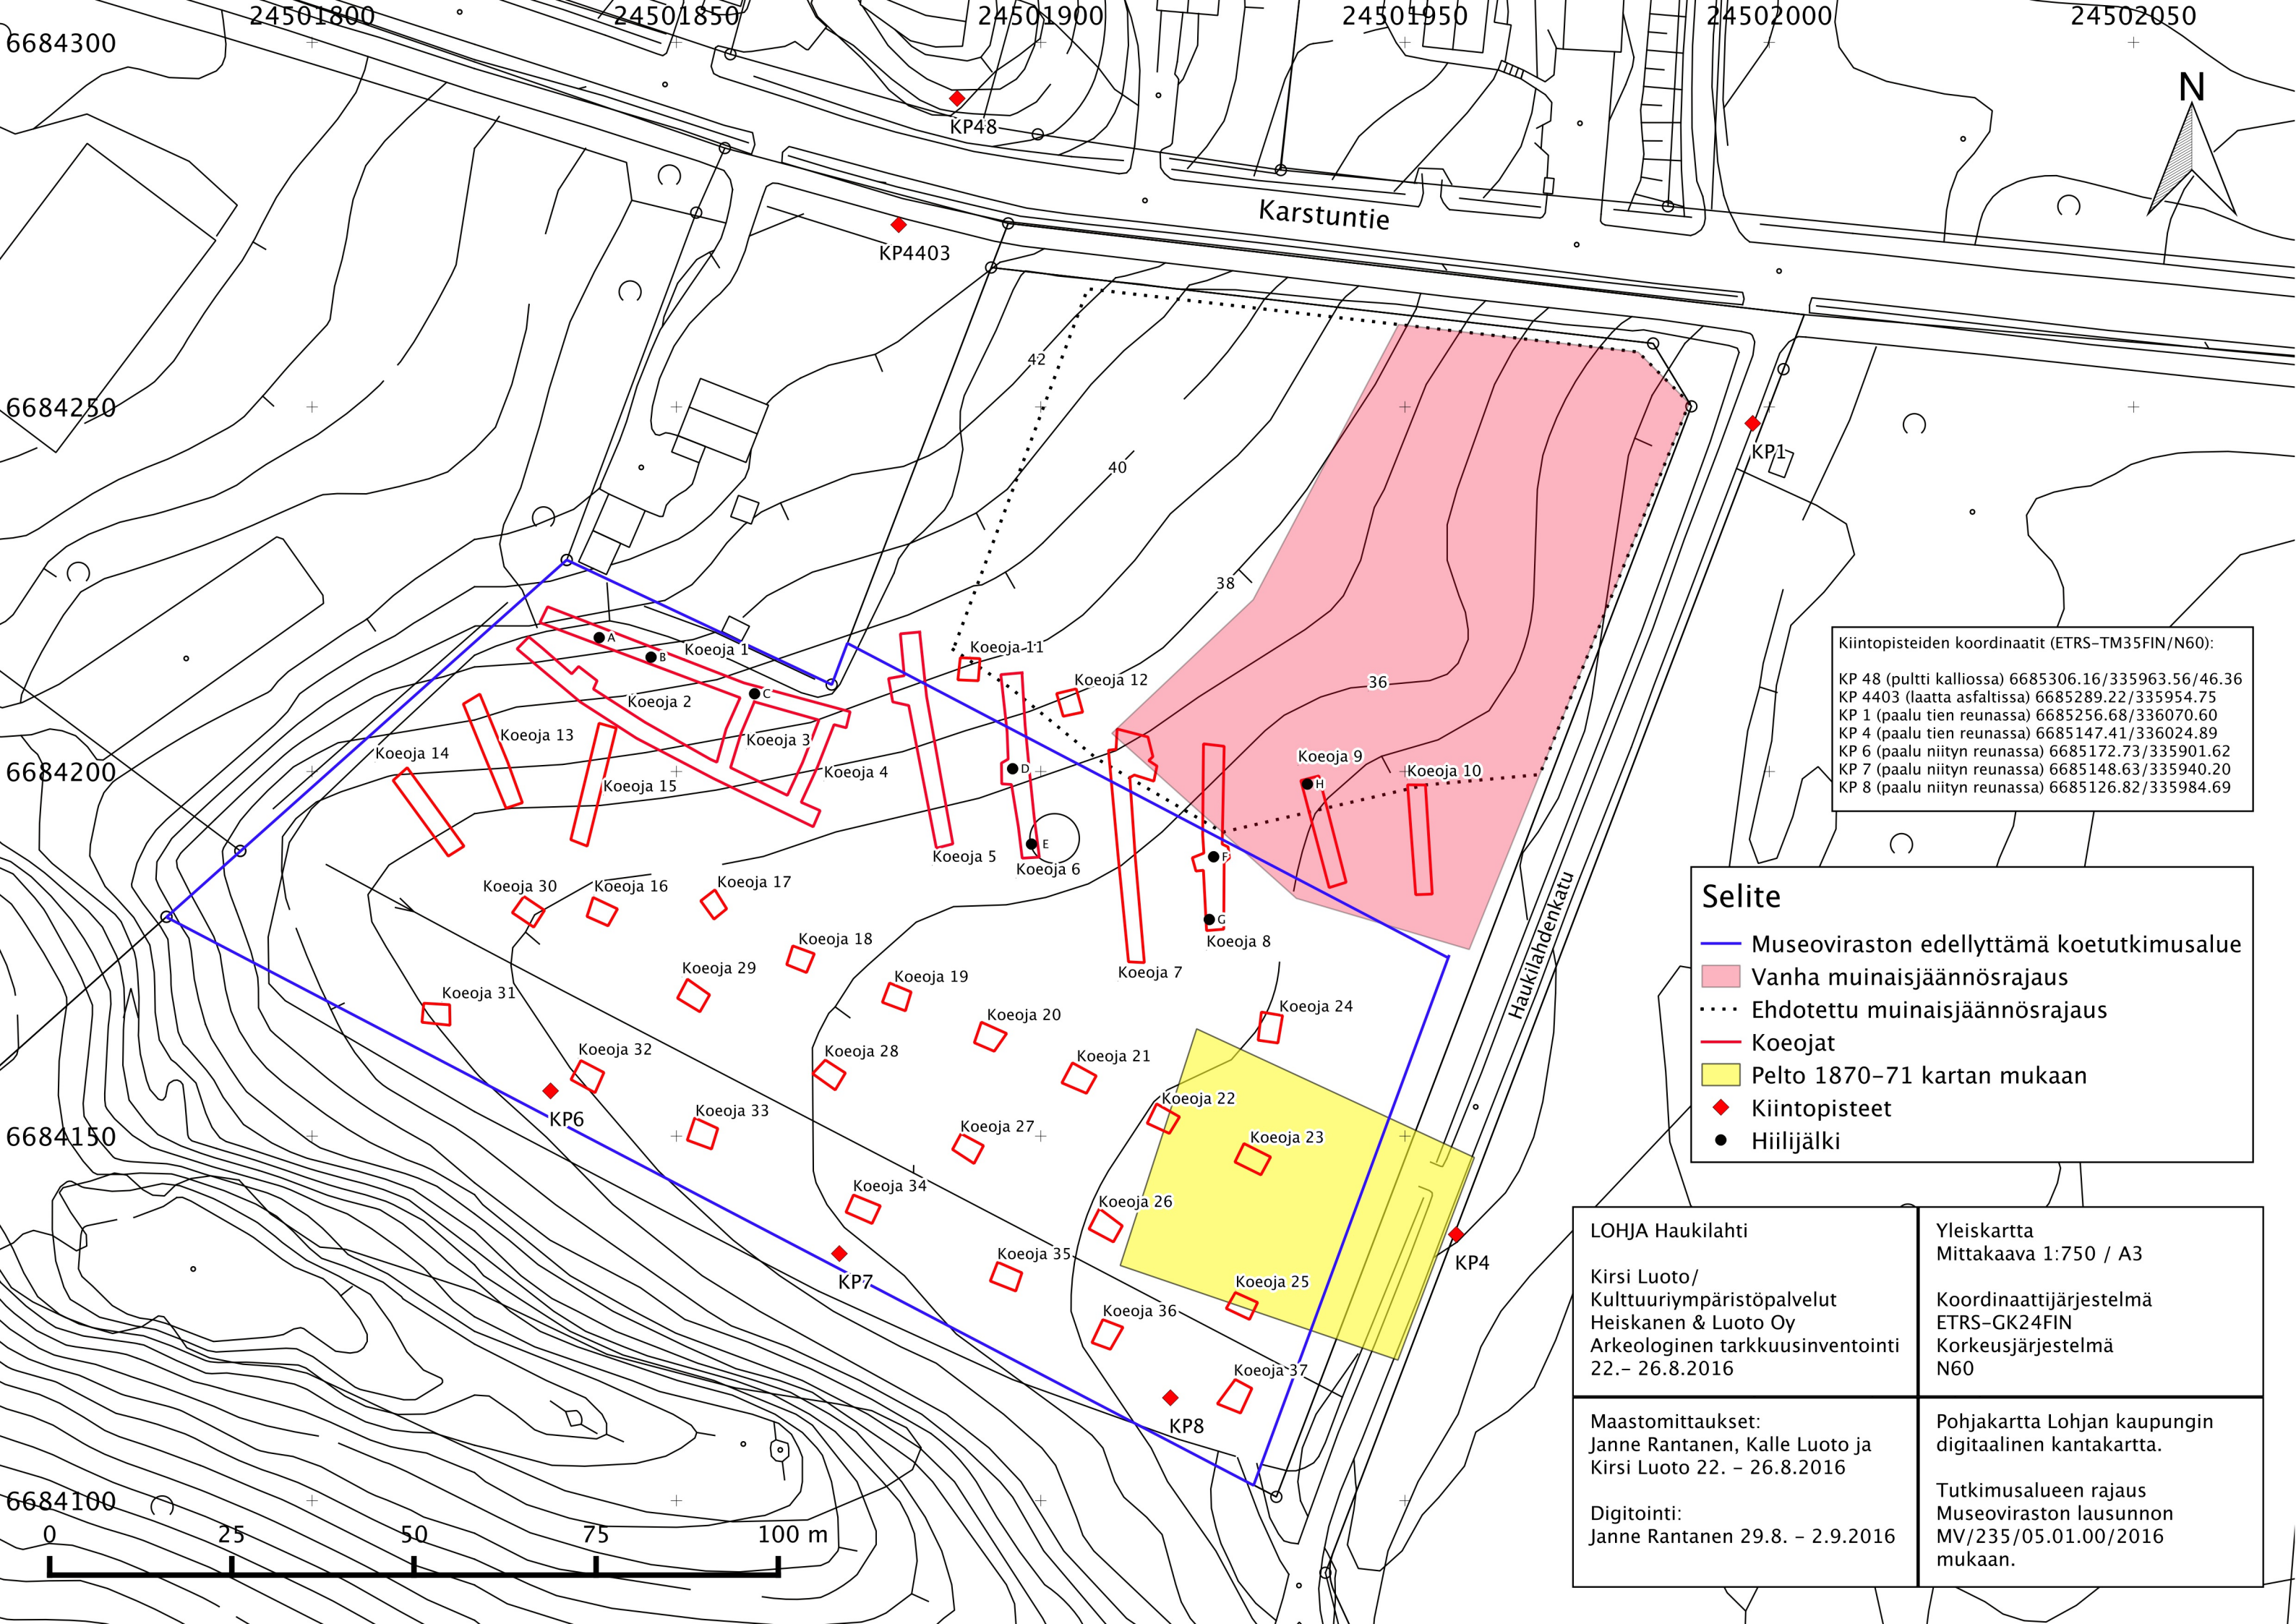 24501800
24501850
24501900
24501950
24502000
24502050
6684300
N
KP48
Karstuntie
KP4403
42
6684250
KP1
40
38
A
B
Koeoja 1
Koeoja 11
C
Koeoja 12
36
Koeoja 2
Koeoja 13
Koeoja 3
Koeoja 14
Koeoja 4
Koeoja 9
Koeoja 10
6684200
D
H
Koeoja 15
E
F
Koeoja 5
Koeoja 6
Koeoja 30
Koeoja 16
Koeoja 17
G
Koeoja 8
Koeoja 18
Koeoja 7
Koeoja 29
Koeoja 19
Koeoja 31
Koeoja 20
Koeoja 24
Haukilahdenkatu
Koeoja 32
Koeoja 28
Koeoja 21
Koeoja 22
KP6
Koeoja 33
Koeoja 27
Koeoja 23
6684150
Koeoja 34
Koeoja 26
Koeoja 35
KP7
Koeoja 25
KP4
Koeoja 36
Koeoja 37
KP8
6684100
0
25
50
75
100 m
Kiintopisteiden koordinaatit (ETRS-TM35FIN/N60):
KP 48 (pultti kalliossa) 6685306.16/335963.56/46.36
KP 4403 (laatta asfaltissa) 6685289.22/335954.75
KP 1 (paalu tien reunassa) 6685256.68/336070.60
KP 4 (paalu tien reunassa) 6685147.41/336024.89
KP 6 (paalu niityn reunassa) 6685172.73/335901.62
KP 7 (paalu niityn reunassa) 6685148.63/335940.20
KP 8 (paalu niityn reunassa) 6685126.82/335984.69
Selite
Museoviraston edellyttämä koetutkimusalue
Vanha muinaisjäännösrajaus
Ehdotettu muinaisjäännösrajaus
Koeojat
Pelto 1870-71 kartan mukaan
Kiintopisteet
Hiilijälki
LOHJA Haukilahti
Kirsi Luoto/
Kulttuuriympäristöpalvelut
Heiskanen & Luoto Oy
Arkeologinen tarkkuusinventointi
22.- 26.8.2016
Yleiskartta
Mittakaava 1:750 / A3
Koordinaattijärjestelmä
ETRS-GK24FIN
Korkeusjärjestelmä
N60
Maastomittaukset:
Janne Rantanen, Kalle Luoto ja
Kirsi Luoto 22. - 26.8.2016
Digitointi:
Janne Rantanen 29.8. - 2.9.2016
Pohjakartta Lohjan kaupungin
digitaalinen kantakartta.
Tutkimusalueen rajaus
Museoviraston lausunnon
MV/235/05.01.00/2016
mukaan.